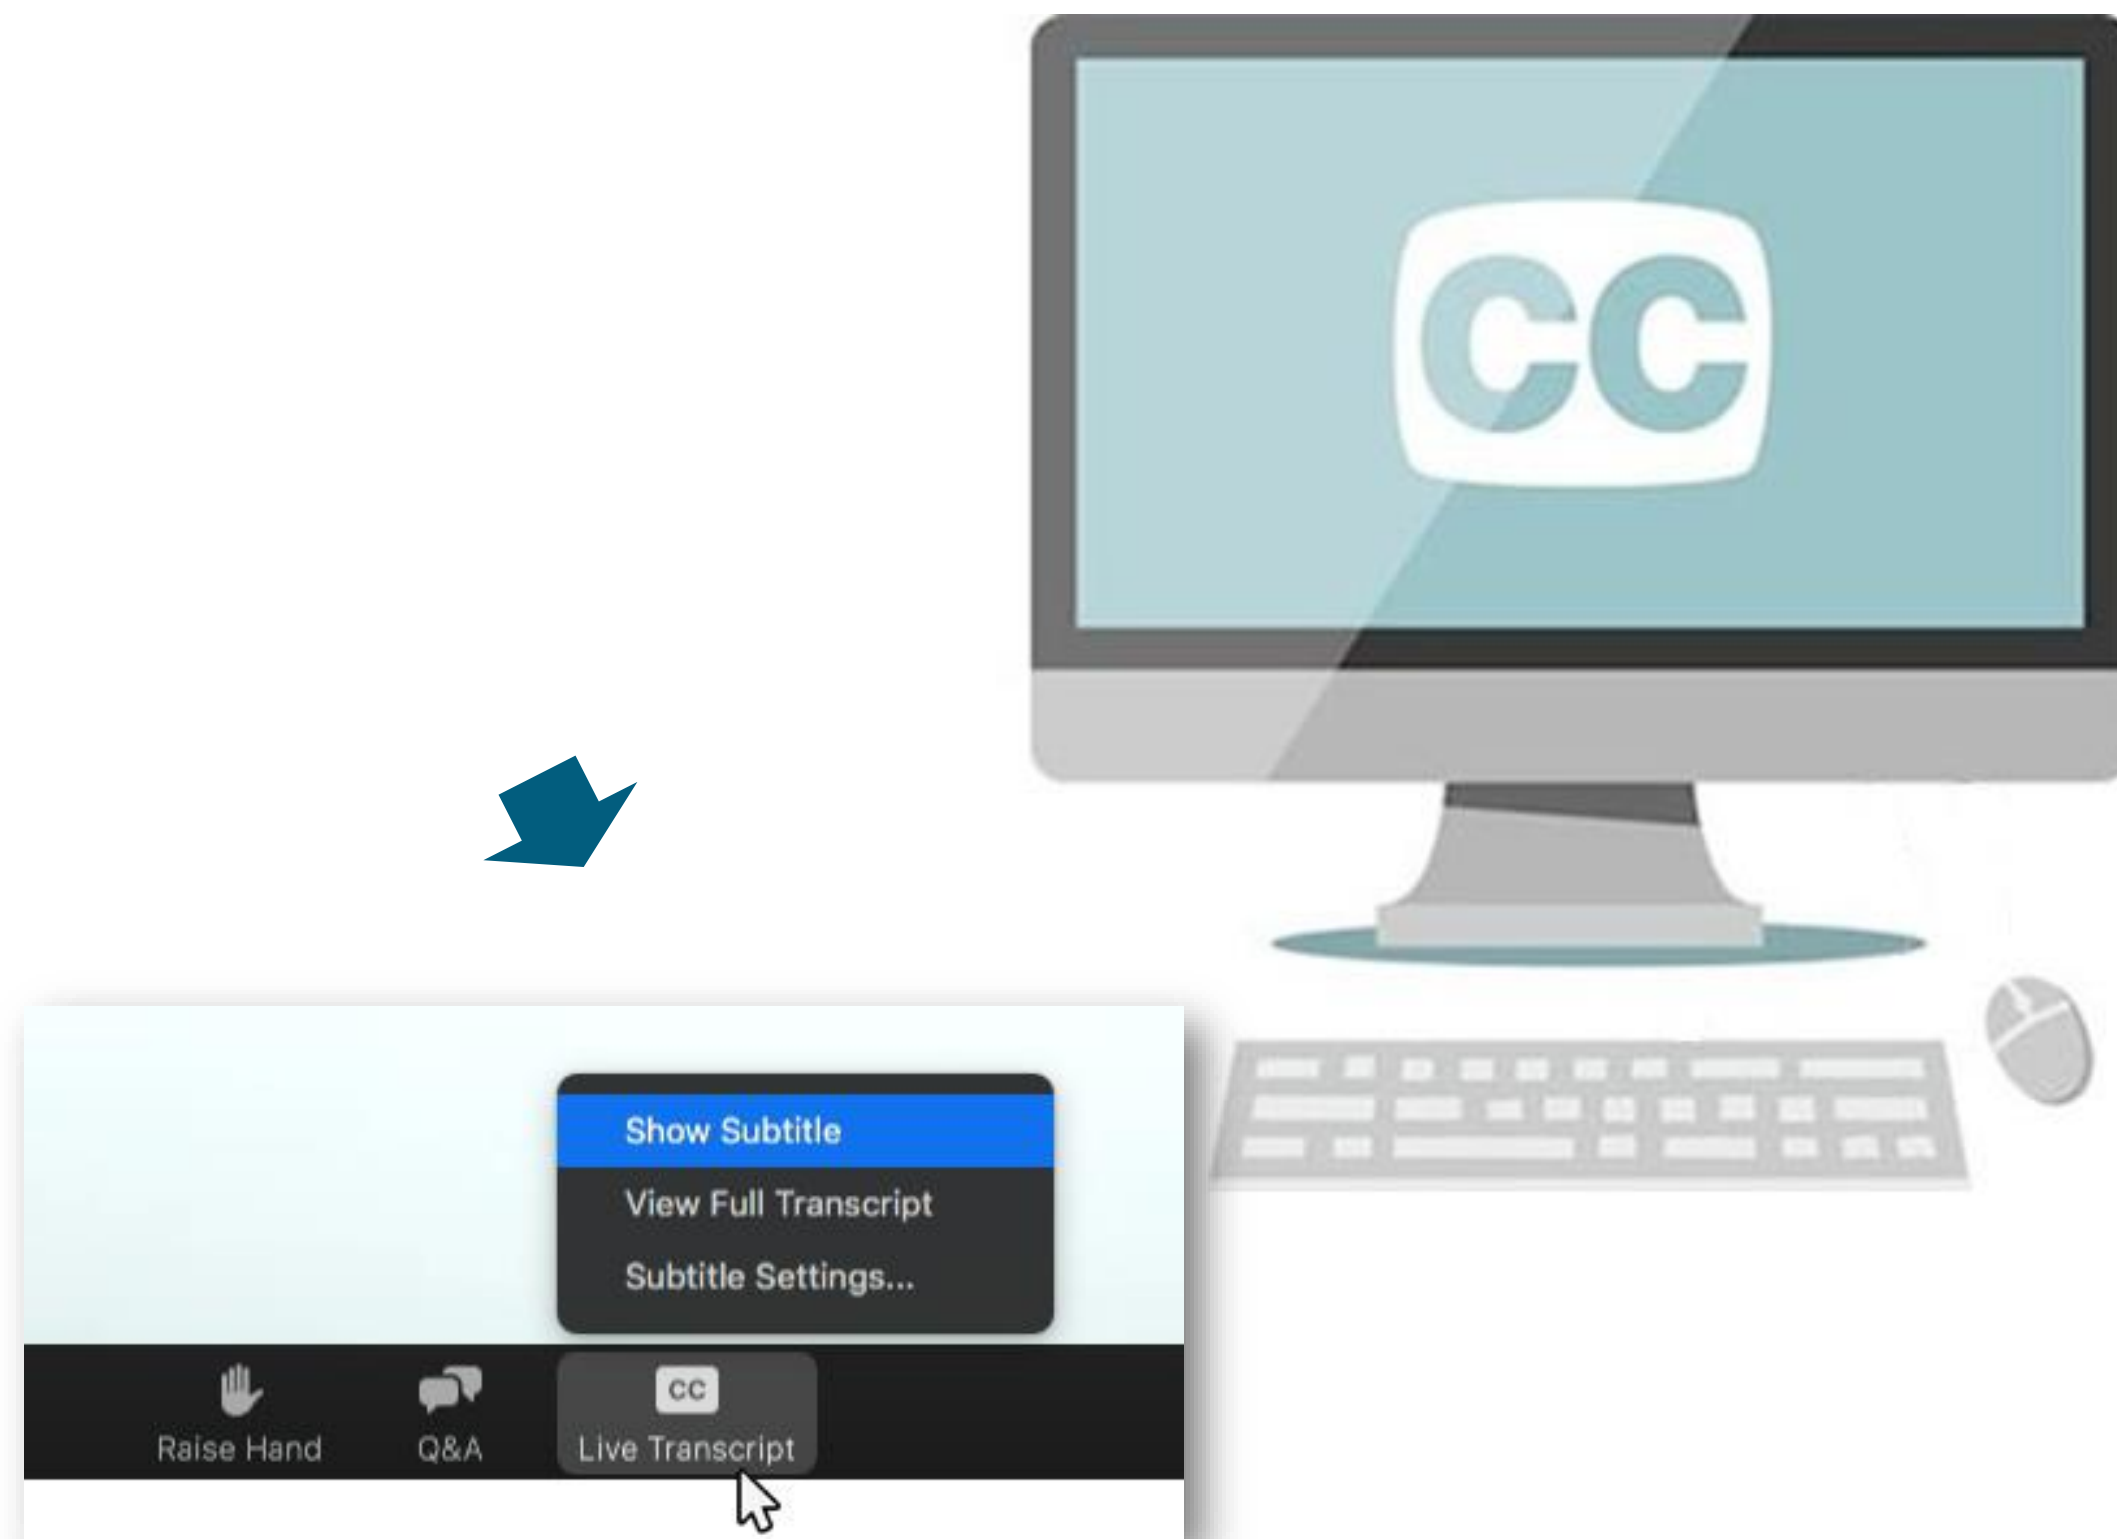 CC
Show Subtitle
View Full Transcript
Subtitle Settings...
CC
Raise Hand
Q&A
Live Transcript